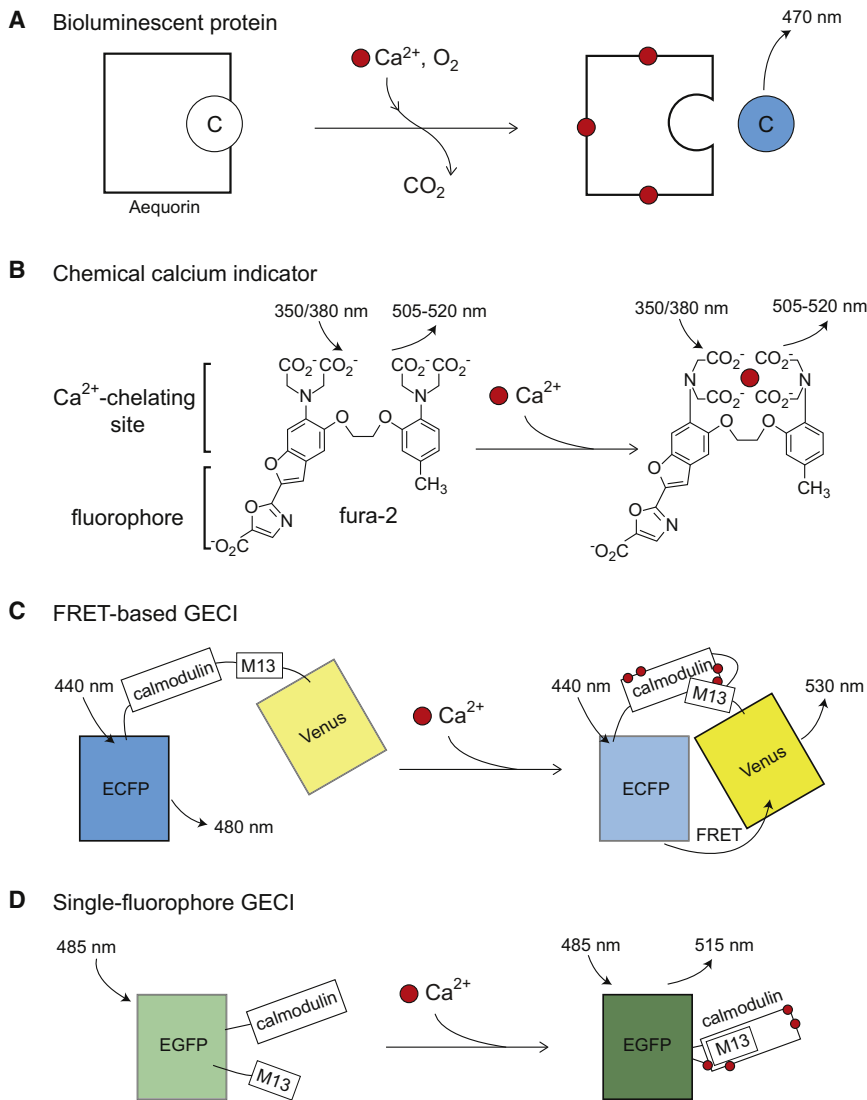 A Bioluminescent protein
470 nm
Ca²⁺, O₂
C
C
CO₂
Aequorin
B Chemical calcium indicator
350/380 nm 505-520 nm
350/380 nm 505-520 nm
CO₂⁻ CO₂⁻ CO₂⁻ CO₂⁻
CO₂⁻ CO₂⁻
Ca²⁺-chelating
site
N N
Ca²⁺
N CO₂⁻ CO₂⁻ N
O O
O O
O
O
CH₃
CH₃
fluorophore
O N
fura-2
O N
⁻O₂C
⁻O₂C
C FRET-based GECI
calmodulin M13
440 nm
Venus
ECFP
480 nm
Ca²⁺
calmodulin
M13
440 nm
530 nm
Venus
ECFP
FRET
D Single-fluorophore GECI
485 nm
EGFP
calmodulin
M13
Ca²⁺
485 nm 515 nm
calmodulin
M13
EGFP